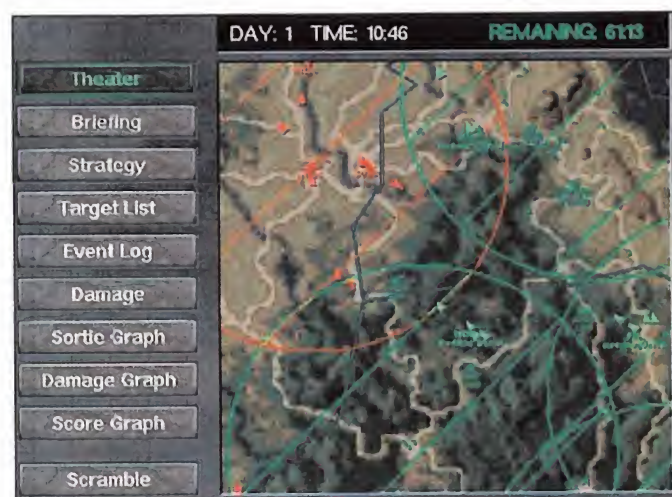 DAY: 1 TIME: 10:46 REMAINING: 61:13
Theater
Briefing
Strategy
Target List
Event Log
Damage
Sortie Graph
Damage Graph
Score Graph
Scramble